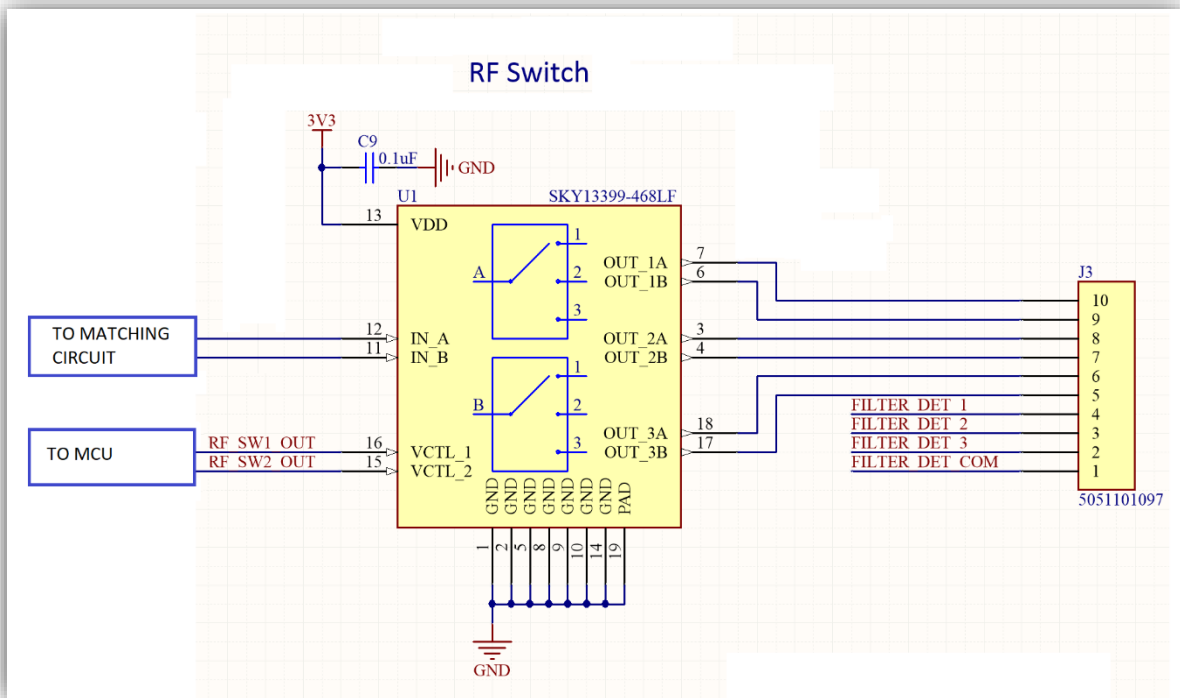 RF Switch
3V3
C9
0.1uF
GND
U1
SKY13399-468LF
13
VDD
A
1
2
3
B
1
2
3
TO MATCHING
CIRCUIT
12
IN_A
11
IN_B
TO MCU
RF SW1 OUT
16
VCTL_1
RF SW2 OUT
15
VCTL_2
OUT_1A
7
OUT_1B
6
OUT_2A
3
OUT_2B
4
OUT_3A
18
OUT_3B
17
GND
GND
GND
GND
GND
GND
GND
PAD
1
2
5
8
9
10
14
19
GND
J3
10
9
8
7
6
5
FILTER DET 1
4
FILTER DET 2
3
FILTER DET 3
2
FILTER DET COM
1
5051101097